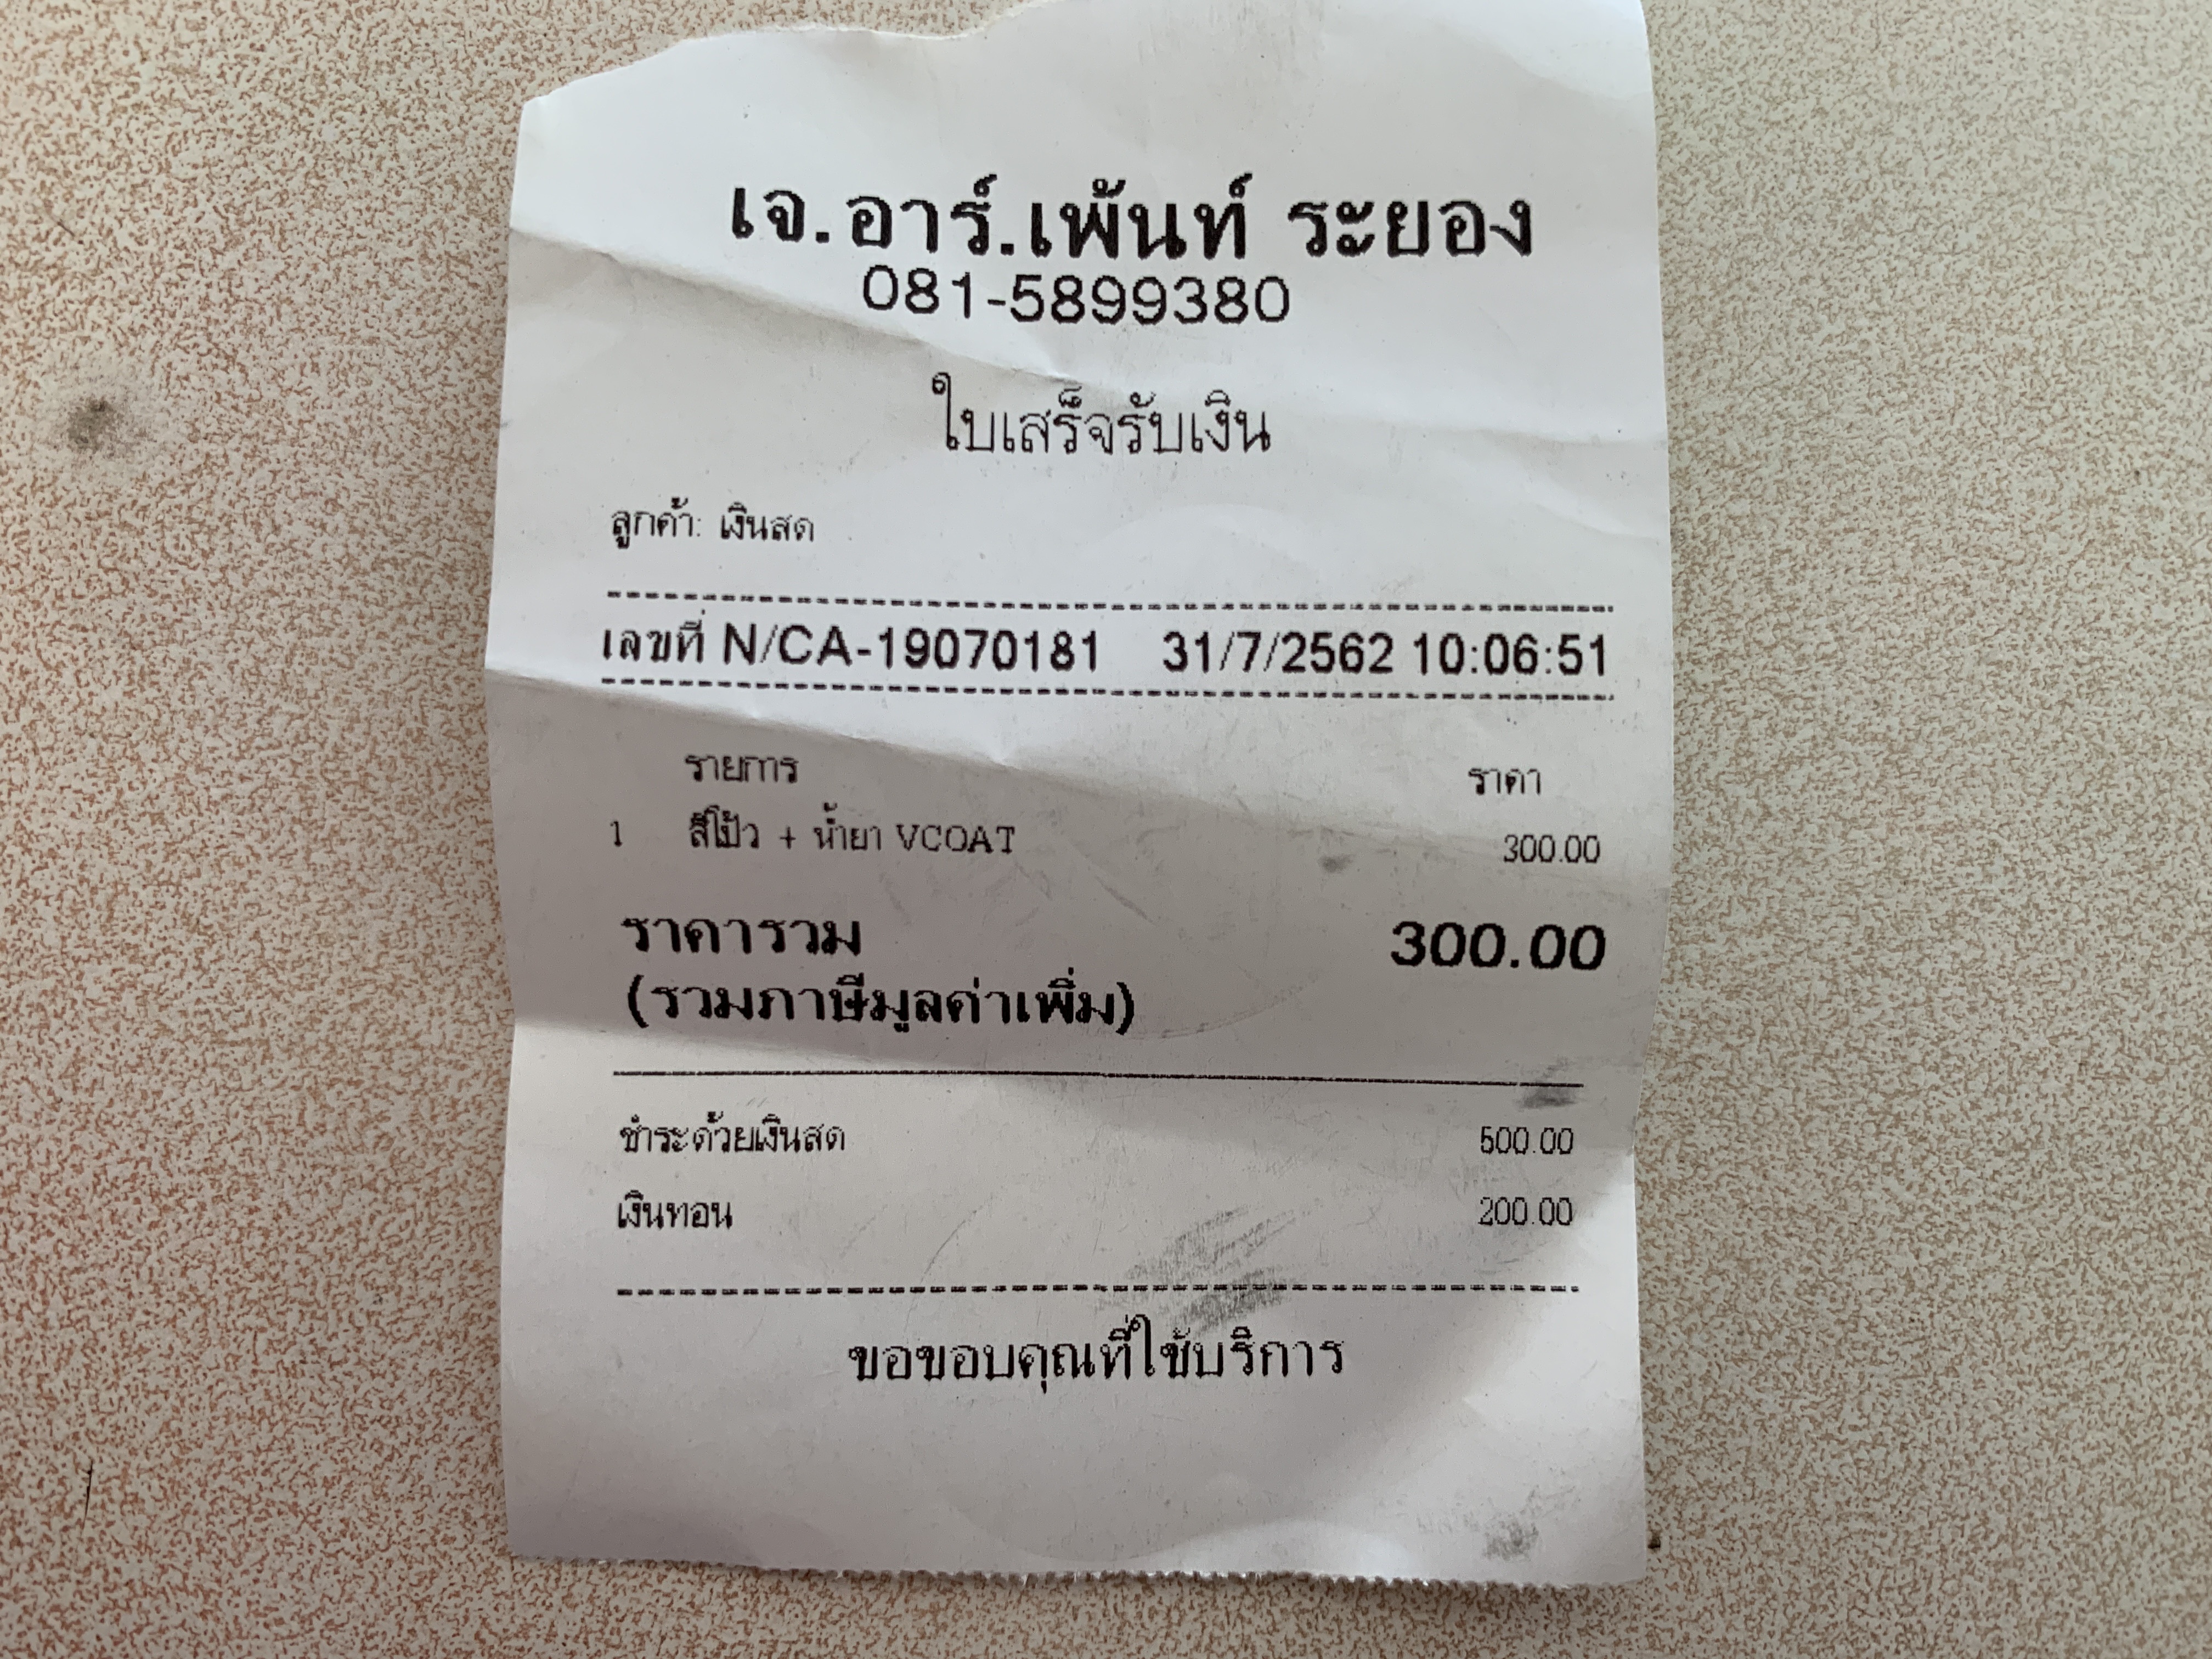 เจ.อาร์.เพ้นท์ ระยอง
081-5899380
ใบเสร็จรับเงิน
ลูกค้า: เงินสด
เลขที่ N/CA-19070181 31/7/2562 10:06:51
รายการ ราคา
1 สีโป๊ว + น้ำยา VCOAT 300.00
ราคารวม 300.00
(รวมภาษีมูลค่าเพิ่ม)
ชำระด้วยเงินสด 500.00
เงินทอน 200.00
ขอขอบคุณที่ใช้บริการ